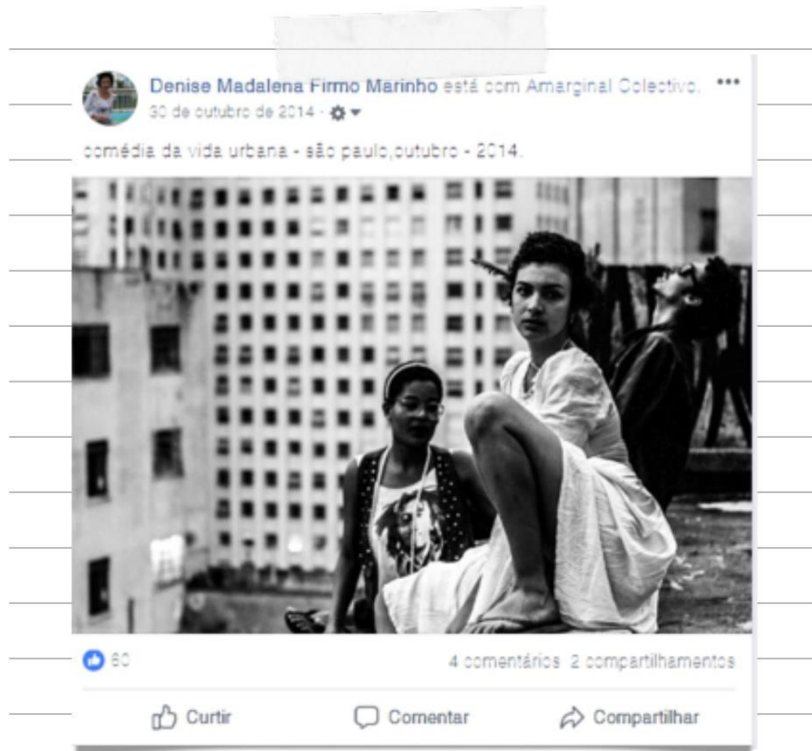 Denise Madalena Firmo Marinho está com Amarginal Colectivo.
30 de outubro de 2014 ·
comédia da vida urbana - são paulo,outubro - 2014.
60
4 comentários 2 compartilhamentos
Curtir
Comentar
Compartilhar